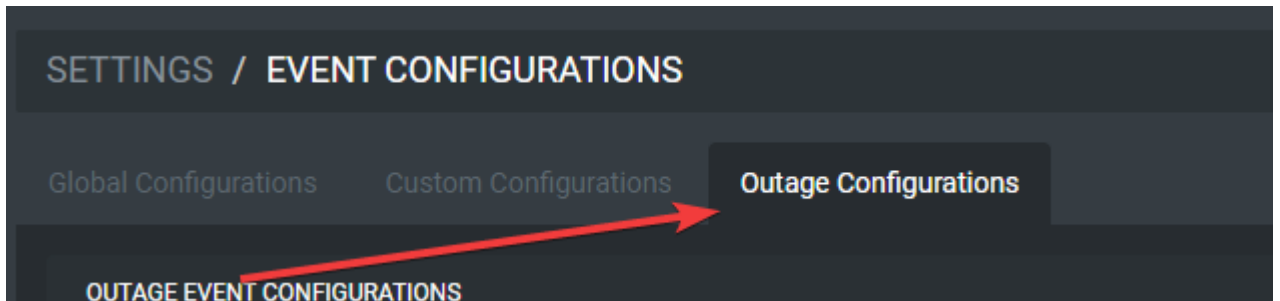 SETTINGS / EVENT CONFIGURATIONS
Global Configurations Custom Configurations Outage Configurations
OUTAGE EVENT CONFIGURATIONS